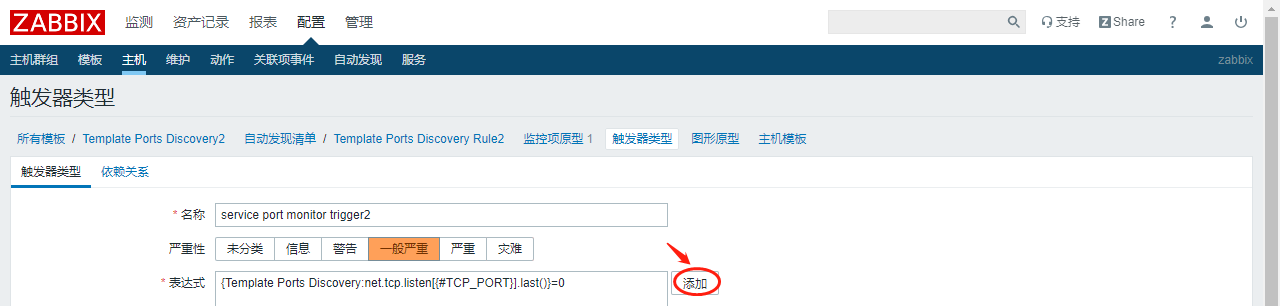 ZABBIX 监测 资产记录 报表 配置 管理 支持 Z Share ?
主机群组 模板 主机 维护 动作 关联项事件 自动发现 服务 zabbix
触发器类型
所有模板 / Template Ports Discovery2 自动发现清单 / Template Ports Discovery Rule2 监控项原型 1 触发器类型 图形原型 主机模板
触发器类型 依赖关系
* 名称 service port monitor trigger2
严重性 未分类 信息 警告 一般严重 严重 灾难
* 表达式 {Template Ports Discovery:net.tcp.listen[{#TCP_PORT}].last()}=0 添加